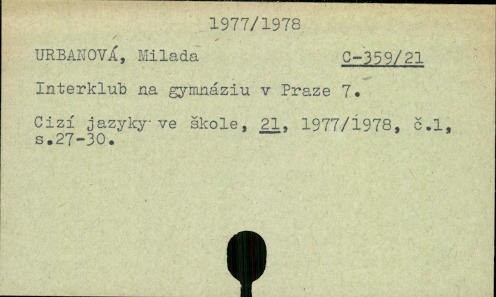 1977/1978
URBANOVÁ, Milada C-359/21
Interklub na gymnáziu v Praze 7.
Cizí jazyky ve škole, 21, 1977/1978, č.1,
s.27-30.